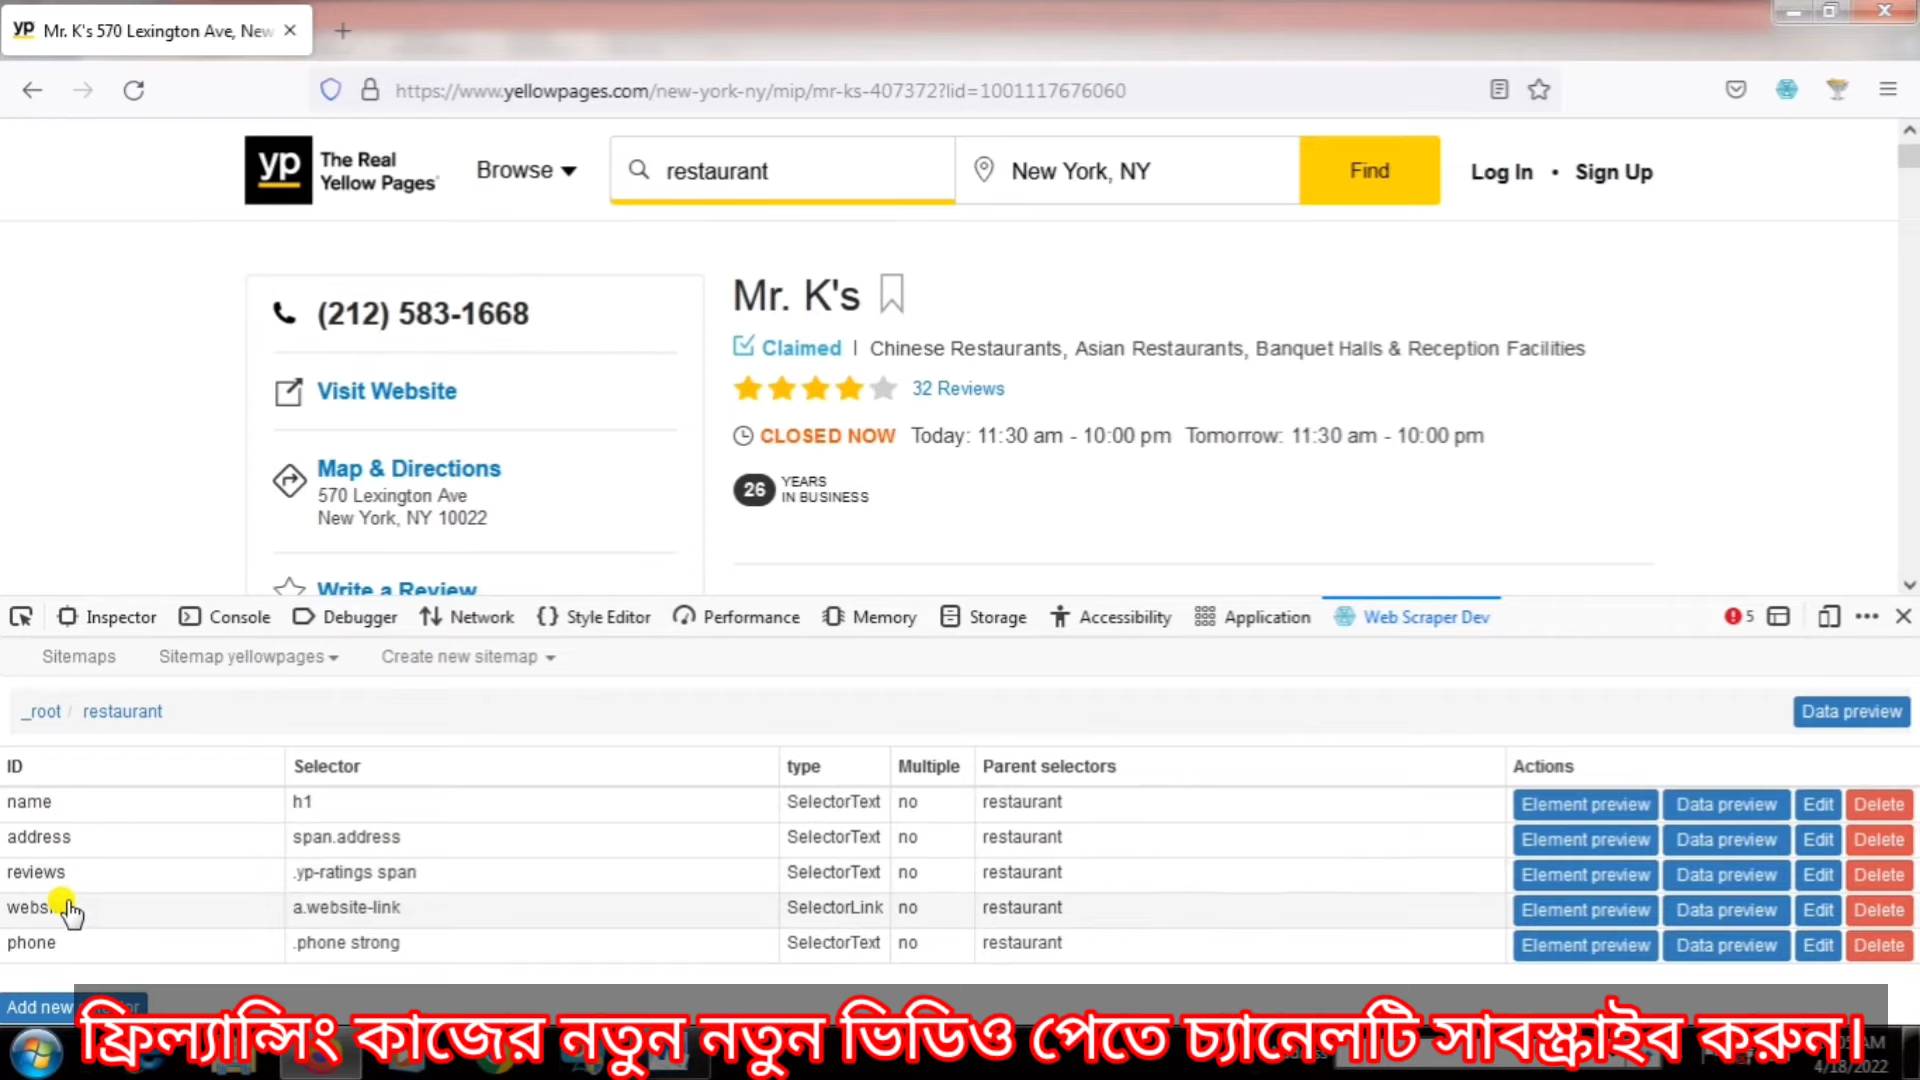 yp Mr. K's 570 Lexington Ave, New
https://www.yellowpages.com/new-york-ny/mip/mr-ks-407372?lid=1001117676060
yp The Real Yellow Pages
Browse
restaurant
New York, NY
Find
Log In • Sign Up
(212) 583-1668
Visit Website
Map & Directions
570 Lexington Ave
New York, NY 10022
Write a Review
Mr. K's
Claimed | Chinese Restaurants, Asian Restaurants, Banquet Halls & Reception Facilities
32 Reviews
CLOSED NOW Today: 11:30 am - 10:00 pm Tomorrow: 11:30 am - 10:00 pm
26 YEARS IN BUSINESS
Inspector Console Debugger Network Style Editor Performance Memory Storage Accessibility Application Web Scraper Dev 5
Sitemaps Sitemap yellowpages Create new sitemap
_root / restaurant Data preview
ID Selector type Multiple Parent selectors Actions
name h1 SelectorText no restaurant Element preview Data preview Edit Delete
address span.address SelectorText no restaurant Element preview Data preview Edit Delete
reviews .yp-ratings span SelectorText no restaurant Element preview Data preview Edit Delete
a.website-link SelectorLink no restaurant Element preview Data preview Edit Delete
phone .phone strong SelectorText no restaurant Element preview Data preview Edit Delete
Add new
ফ্রিল্যান্সিং কাজের নতুন নতুন ভিডিও পেতে চ্যানেলটি সাবস্ক্রাইব করুন।
4/18/2022